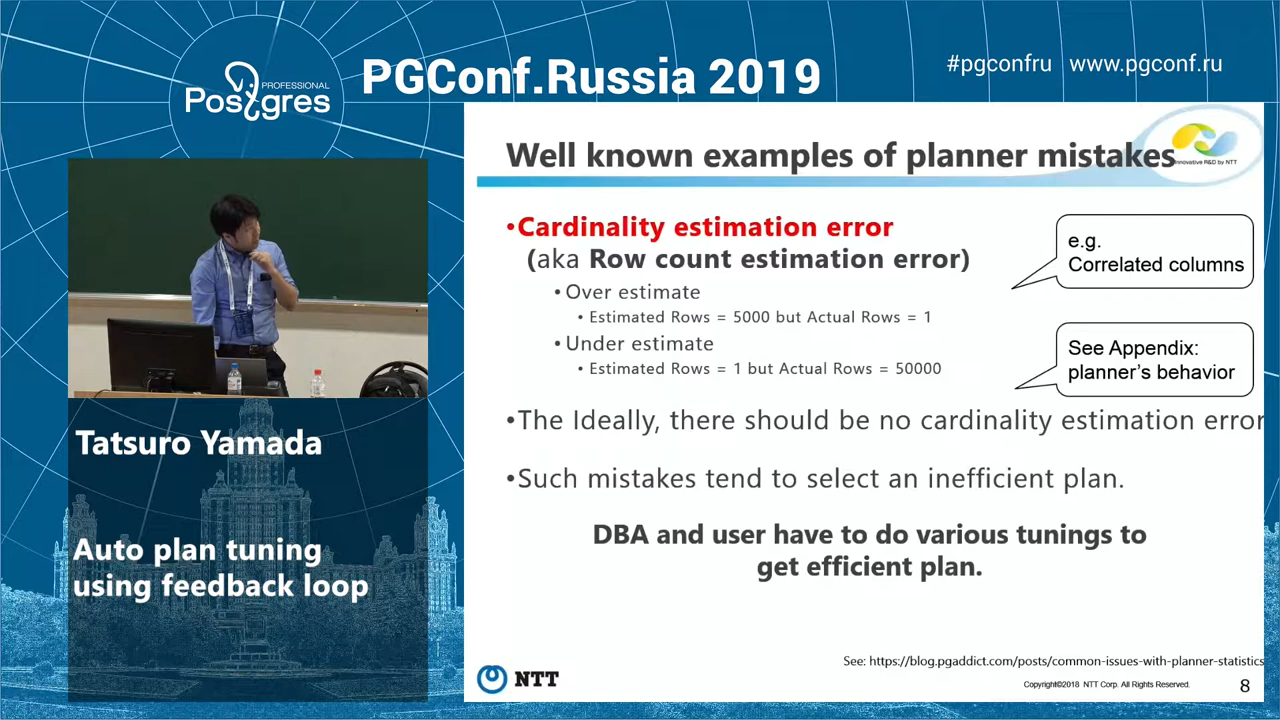 PROFESSIONAL
Postgres
PGConf.Russia 2019
#pgconfru www.pgconf.ru
Well known examples of planner mistakes
Innovative R&D by NTT
•Cardinality estimation error
(aka Row count estimation error)
• Over estimate
• Estimated Rows = 5000 but Actual Rows = 1
• Under estimate
• Estimated Rows = 1 but Actual Rows = 50000
e.g.
Correlated columns
See Appendix:
planner's behavior
•The Ideally, there should be no cardinality estimation error
•Such mistakes tend to select an inefficient plan.
DBA and user have to do various tunings to
get efficient plan.
See: https://blog.pgaddict.com/posts/common-issues-with-planner-statistics
NTT
Copyright©2018 NTT Corp. All Rights Reserved.
8
Tatsuro Yamada
Auto plan tuning
using feedback loop